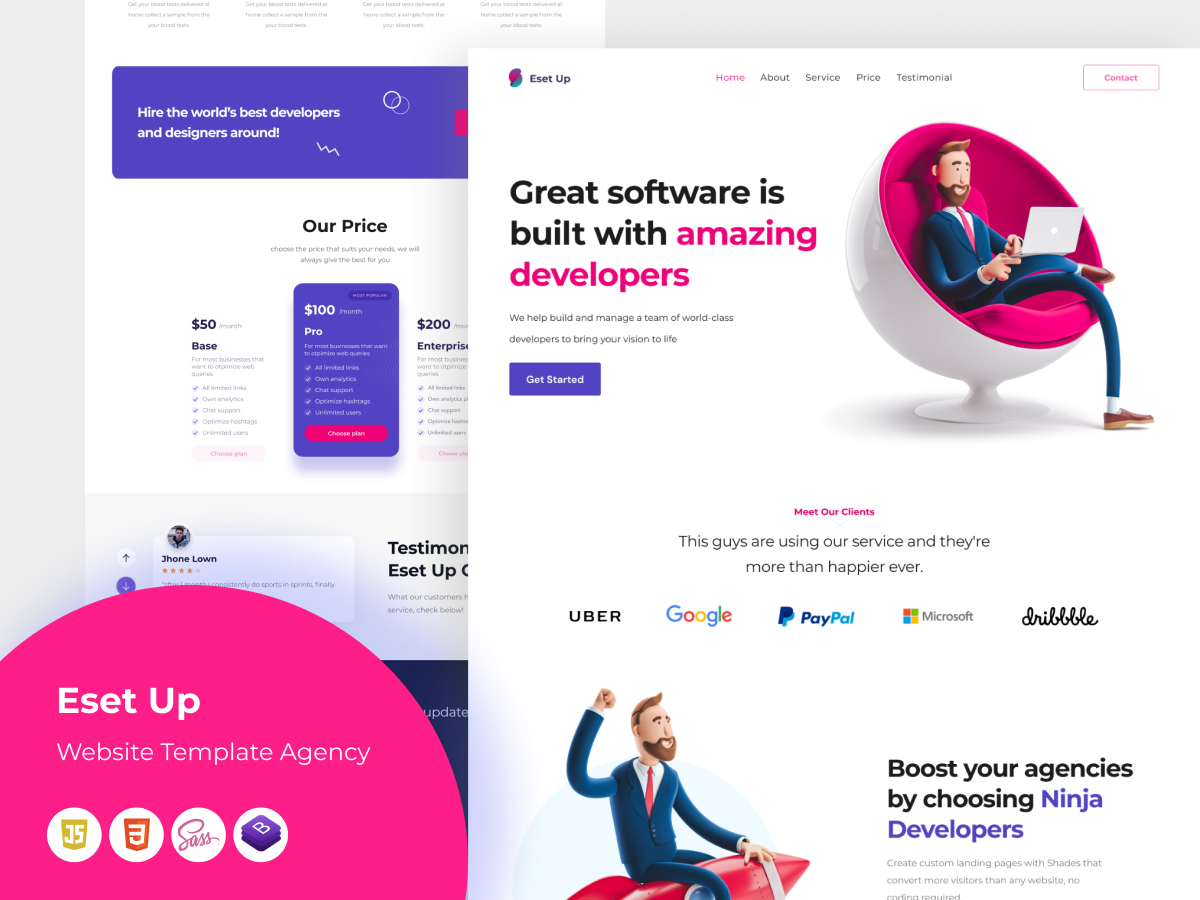 Get your blood tests delivered at
home collect a sample from the
your blood tests.
Get your blood tests delivered at
home collect a sample from the
your blood tests.
Get your blood tests delivered at
home collect a sample from the
your blood tests.
Get your blood tests delivered at
home collect a sample from the
your blood tests.
Hire the world's best developers
and designers around!
Our Price
choose the price that suits your needs, we will
always give the best for you
$50 /month
Base
For most businesses that
want to otpimize web
queries
All limited links
Own analytics
Chat support
Optimize hashtags
Unlimited users
Choose plan
MOST POPULAR
$100 /month
Pro
For most businesses that want
to otpimize web queries
All limited links
Own analytics
Chat support
Optimize hashtags
Unlimited users
Choose plan
$200
Enterprise
For most business
want to otpimize
queries
All limited links
Own analytics
Chat support
Optimize
Unlimited users
Choose
Jhone Lown
consistently do sports in sprints, finally
Testimon
Eset Up
What our customers
service, check below!
update
Eset Up
Website Template Agency
JS
3
Sass
B
Eset Up
Home
About
Service
Price
Testimonial
Contact
Great software is
built with amazing
developers
We help build and manage a team of world-class
developers to bring your vision to life
Get Started
Meet Our Clients
This guys are using our service and they're
more than happier ever.
UBER
Google
PayPal
Microsoft
dribbble
Boost your agencies
by choosing Ninja
Developers
Create custom landing pages with Shades that
convert more visitors than any website, no
coding required.